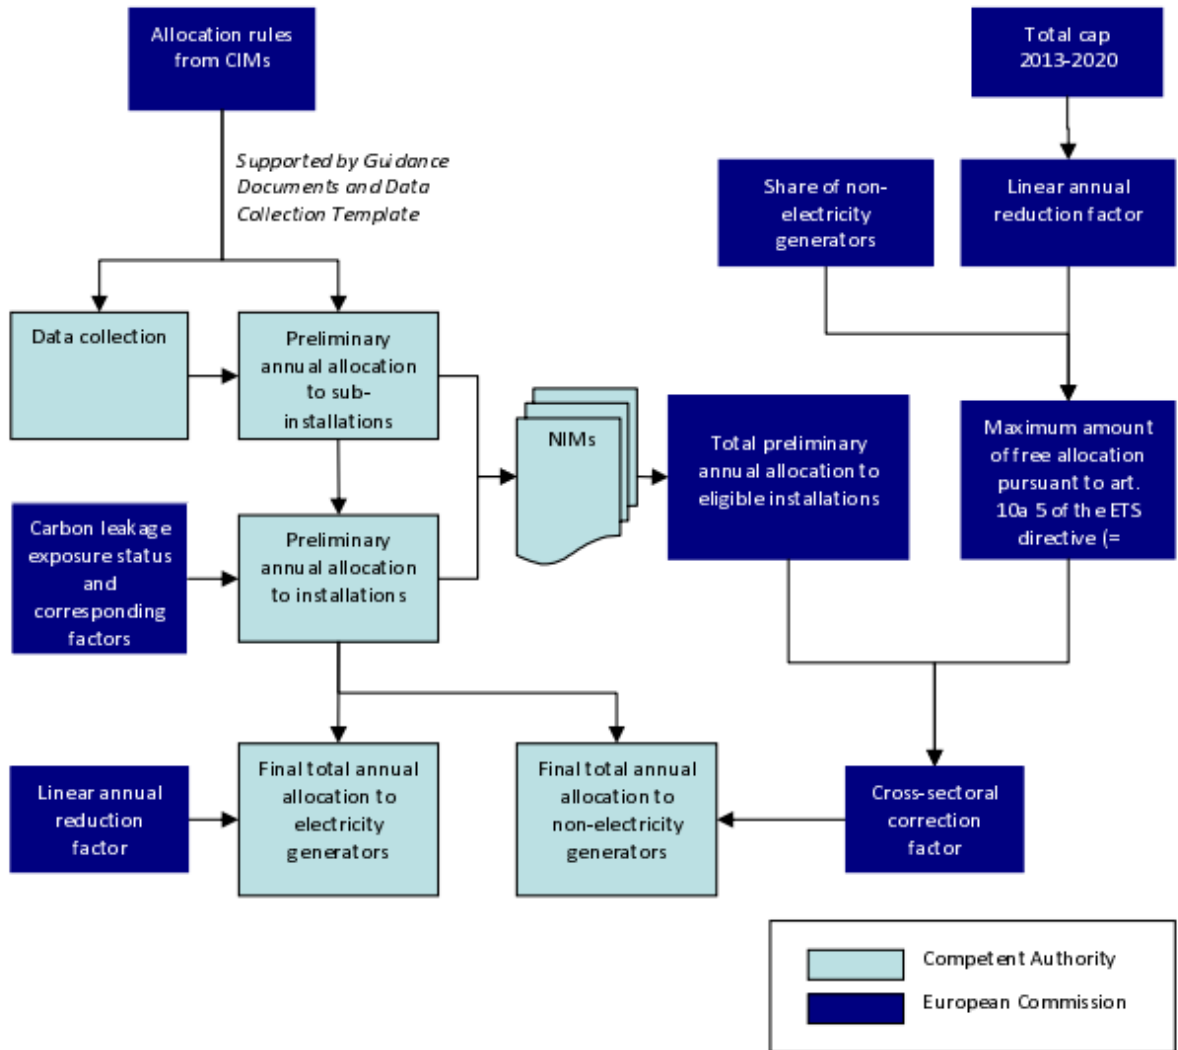 Allocation rules
from CIMs
Total cap
2013-2020
Supported by Guidance
Documents and Data
Collection Template
Share of non-
electricity
generators
Linear annual
reduction factor
Data collection
Preliminary
annual allocation
to sub-
installations
NIMs
Total preliminary
annual allocation to
eligible installations
Maximum amount
of free allocation
pursuant to art.
10a 5 of the ETS
directive (=
Carbon leakage
exposure status
and
corresponding
factors
Preliminary
annual allocation
to installations
Linear annual
reduction
factor
Final total annual
allocation to
electricity
generators
Final total annual
allocation to
non-electricity
generators
Cross-sectoral
correction
factor
Competent Authority
European Commission